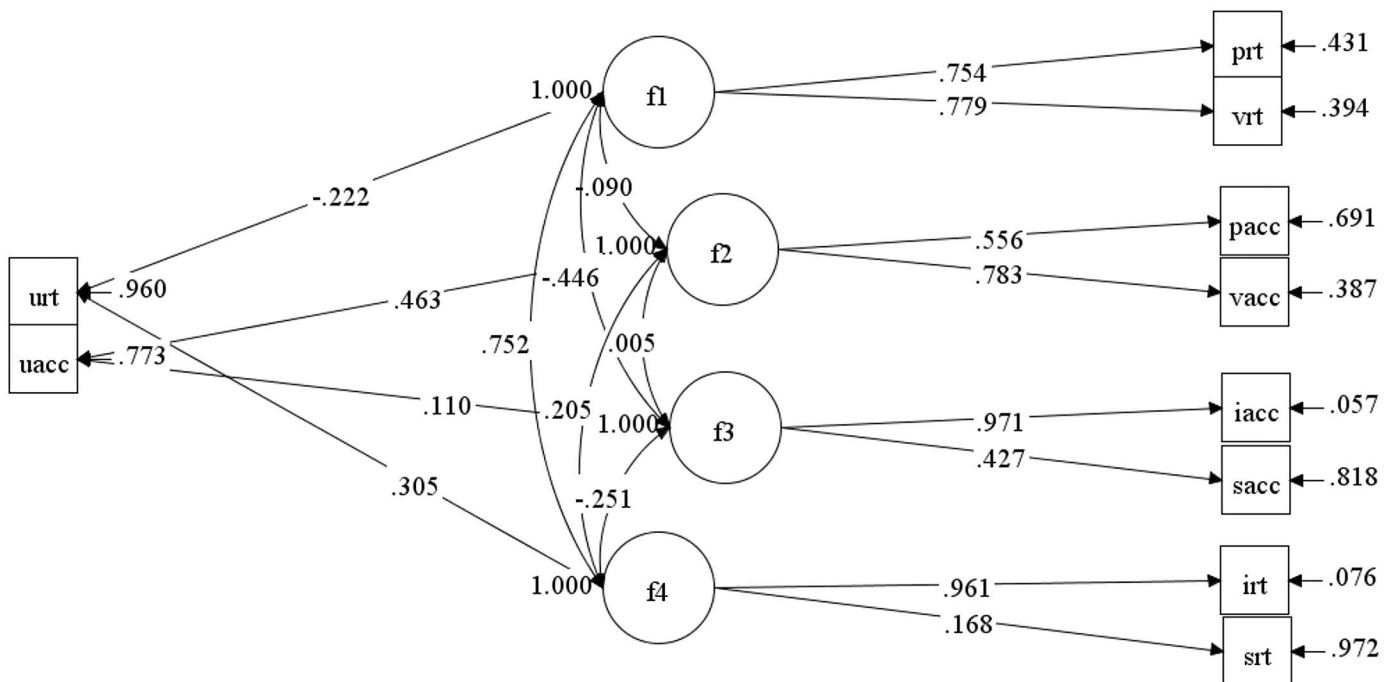 prt
.431
1.000
f1
.754
.779
vrt
.394
-.222
-.090
pacc
.691
1.000
f2
.556
.783
vacc
.387
urt
.960
.463
-.446
uacc
.773
.752
.005
.110
.205
1.000
f3
.971
iacc
.057
.427
sacc
.818
.305
-.251
1.000
f4
.961
irt
.076
.168
srt
.972